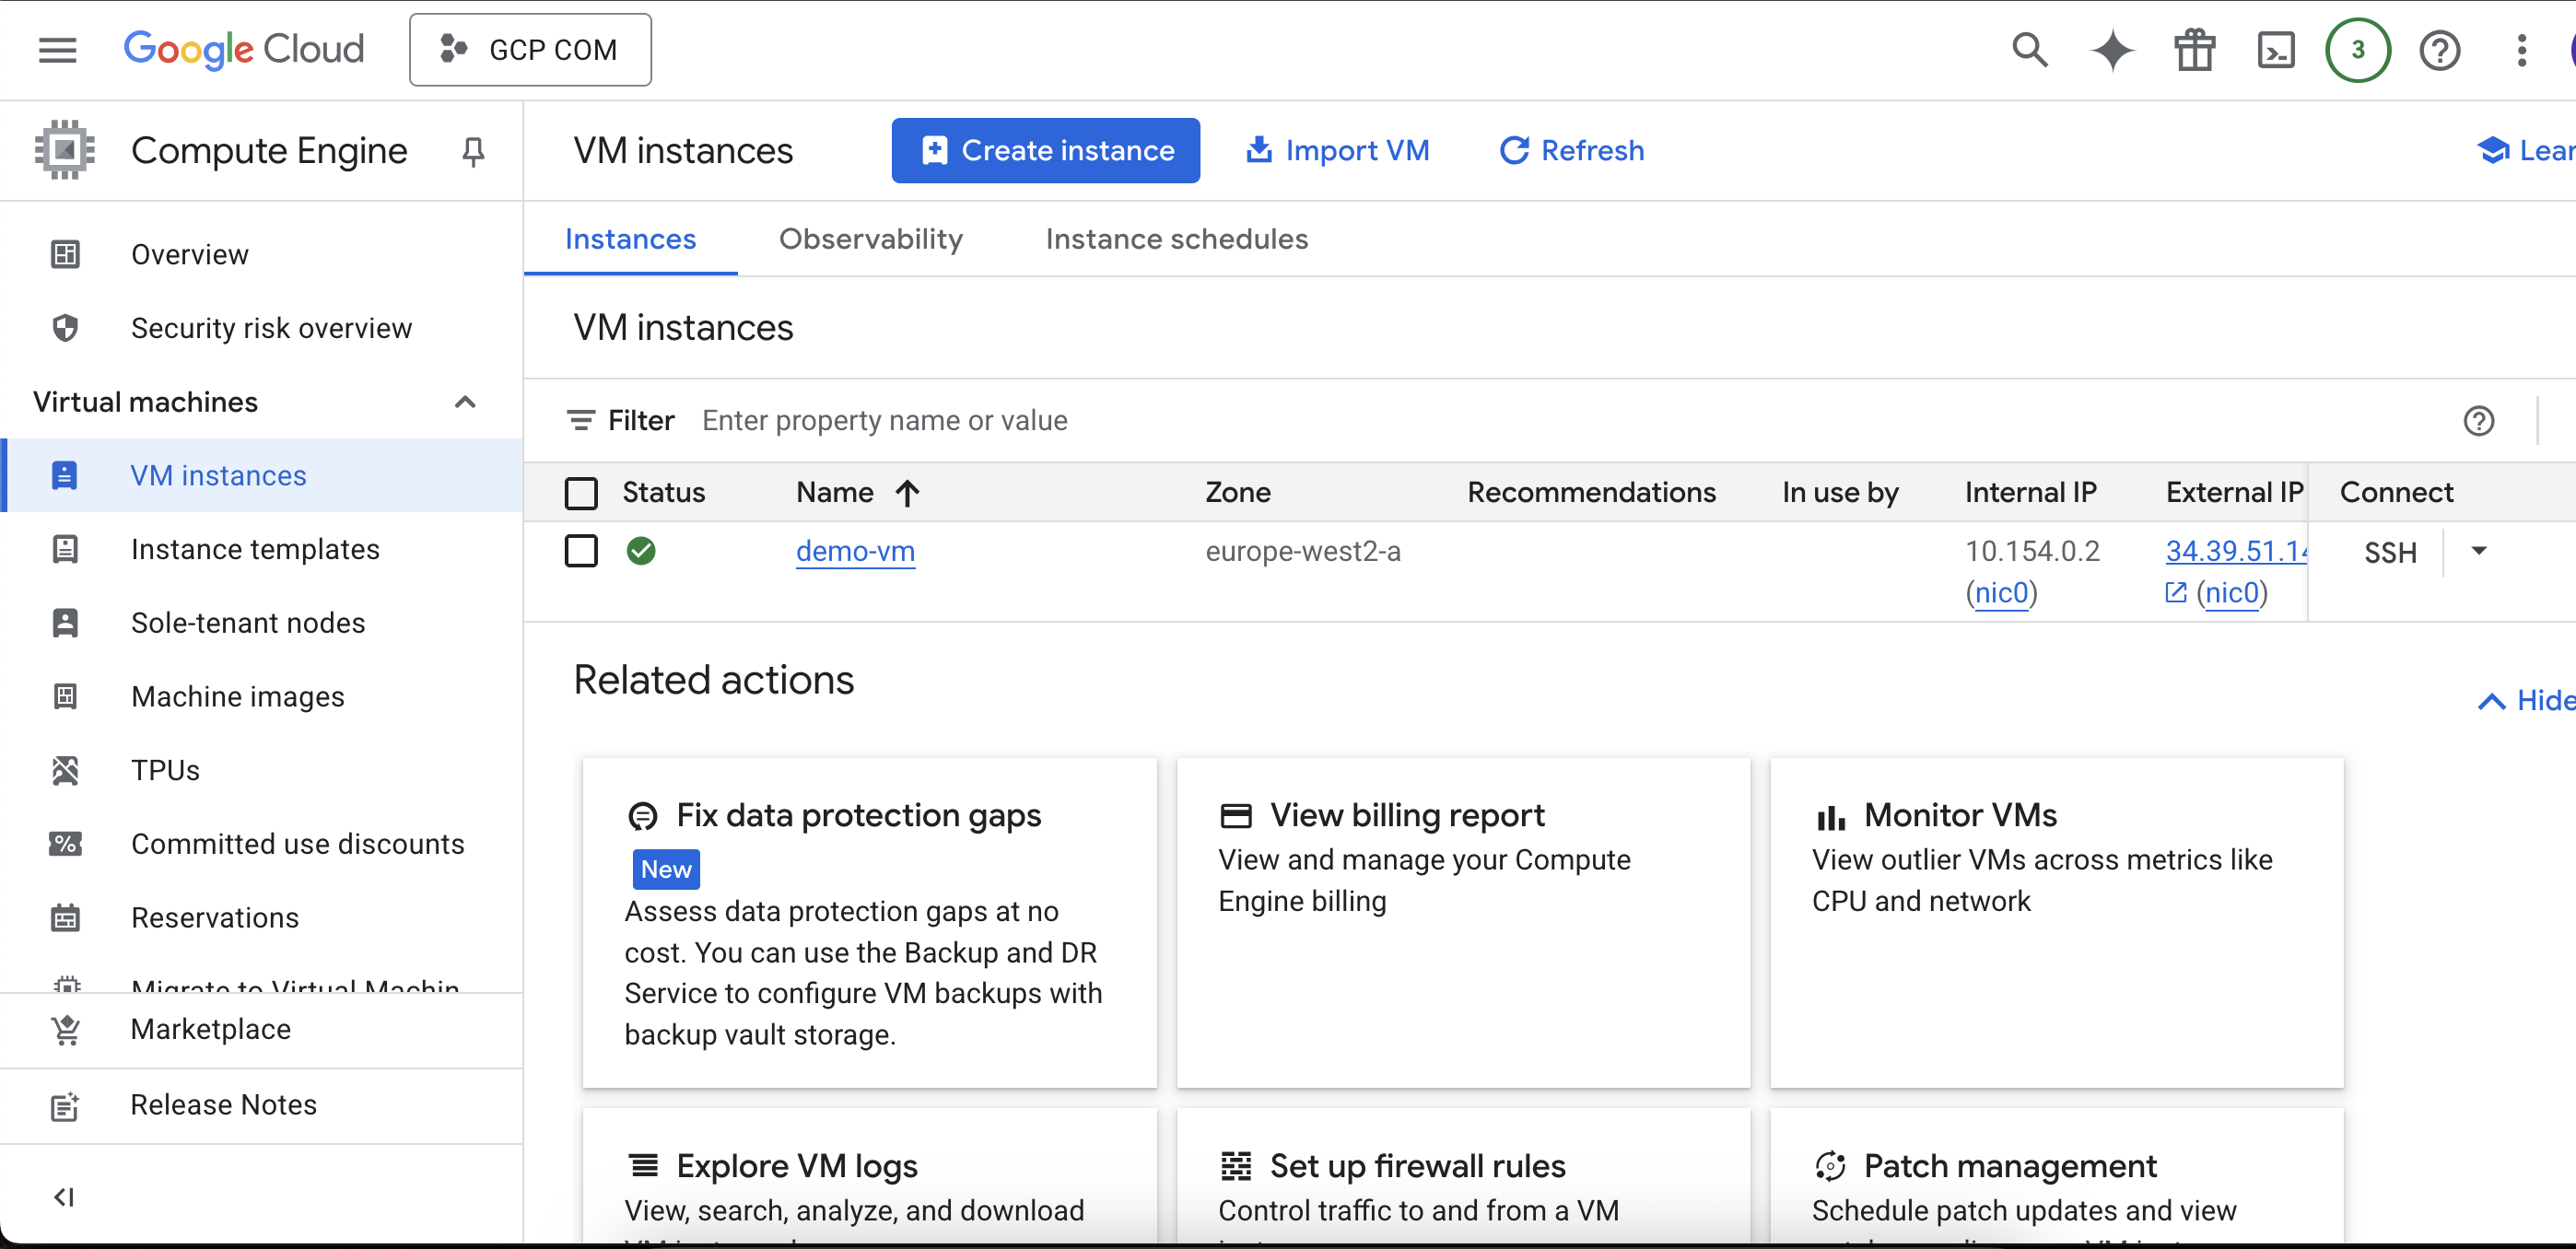 Google Cloud
GCP COM
3
Compute Engine
VM instances
Create instance
Import VM
Refresh
Lear
Overview
Security risk overview
Virtual machines
VM instances
Instance templates
Sole-tenant nodes
Machine images
TPUs
Committed use discounts
Reservations
Migrate to Virtual Machin
Marketplace
Release Notes
Instances
Observability
Instance schedules
VM instances
Filter Enter property name or value
Status Name Zone Recommendations In use by Internal IP External IP Connect
demo-vm europe-west2-a 10.154.0.2 34.39.51.14 SSH
(nic0) (nic0)
Related actions
Hide
Fix data protection gaps
New
Assess data protection gaps at no
cost. You can use the Backup and DR
Service to configure VM backups with
backup vault storage.
View billing report
View and manage your Compute
Engine billing
Monitor VMs
View outlier VMs across metrics like
CPU and network
Explore VM logs
View, search, analyze, and download
Set up firewall rules
Control traffic to and from a VM
Patch management
Schedule patch updates and view